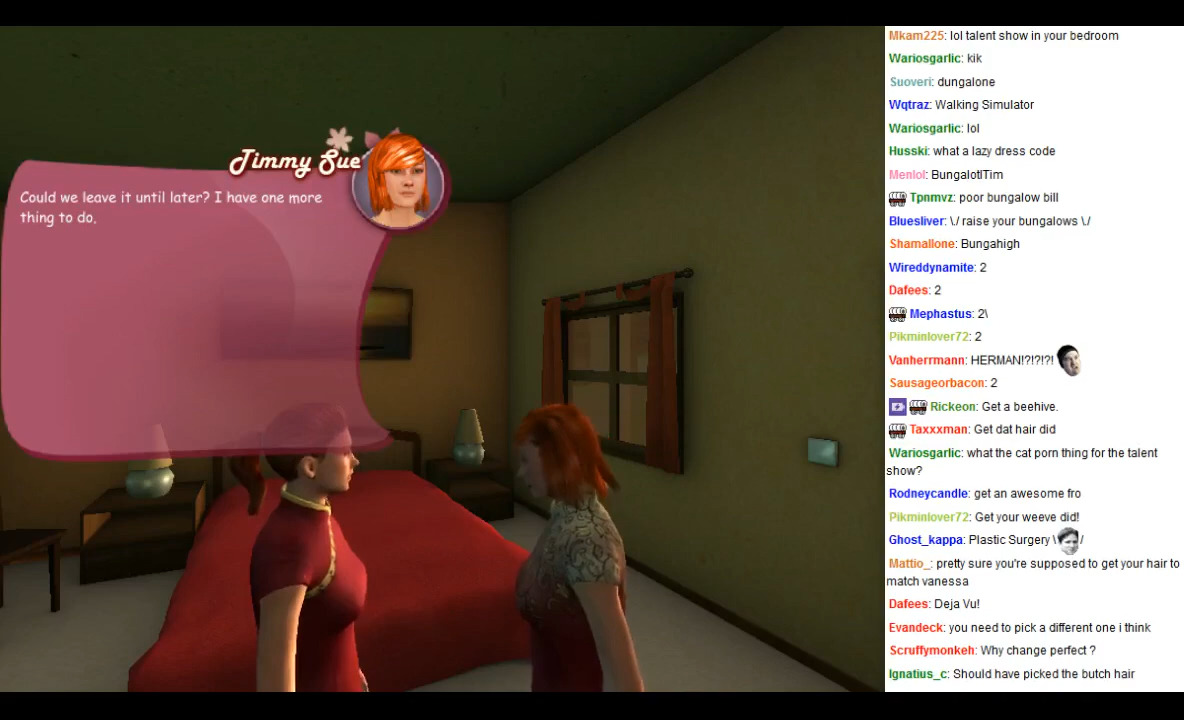 Timmy Sue
Could we leave it until later? I have one more
thing to do.
Mkam225: lol talent show in your bedroom
Wariosgarlic: kik
Suoveri: dungalone
Wqtraz: Walking Simulator
Wariosgarlic: lol
Husski: what a lazy dress code
Menlol: BungalotlTim
Tpnmvz: poor bungalow bill
Bluesliver: \./ raise your bungalows \./
Shamallone: Bungahigh
Wireddynamite: 2
Dafees: 2
Mephastus: 2\
Pikminlover72: 2
Vanherrmann: HERMAN!?!?!?!
Sausageorbacon: 2
Rickeon: Get a beehive.
Taxxxman: Get dat hair did
Wariosgarlic: what the cat porn thing for the talent
show?
Rodneycandle: get an awesome fro
Pikminlover72: Get your weeve did!
Ghost_kappa: Plastic Surgery \ /
Mattio_: pretty sure you're supposed to get your hair to
match vanessa
Dafees: Deja Vu!
Evandeck: you need to pick a different one i think
Scruffymonkeh: Why change perfect ?
Ignatius_c: Should have picked the butch hair